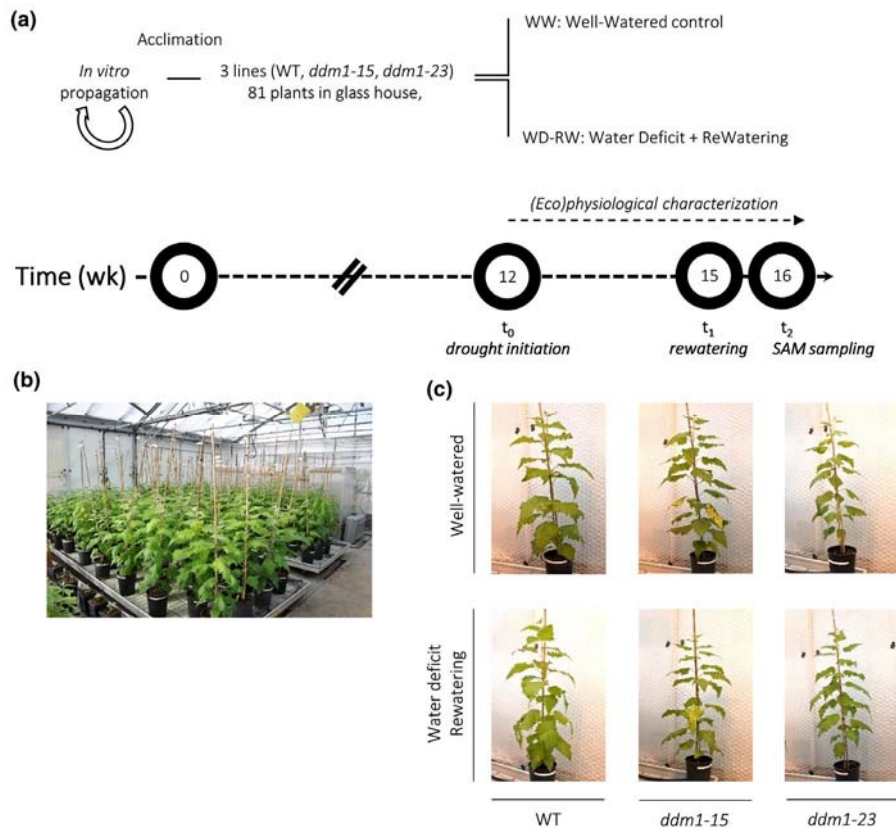 (a)
Acclimation
In vitro
propagation
3 lines (WT, ddm1-15, ddm1-23)
81 plants in glass house,
WW: Well-Watered control
WD-RW: Water Deficit + ReWatering
(Eco)physiological characterization
Time (wk)
0
12
15
16
t0
t1
t2
drought initiation
rewatering
SAM sampling
(b)
(c)
Well-watered
Water deficit
Rewatering
WT
ddm1-15
ddm1-23